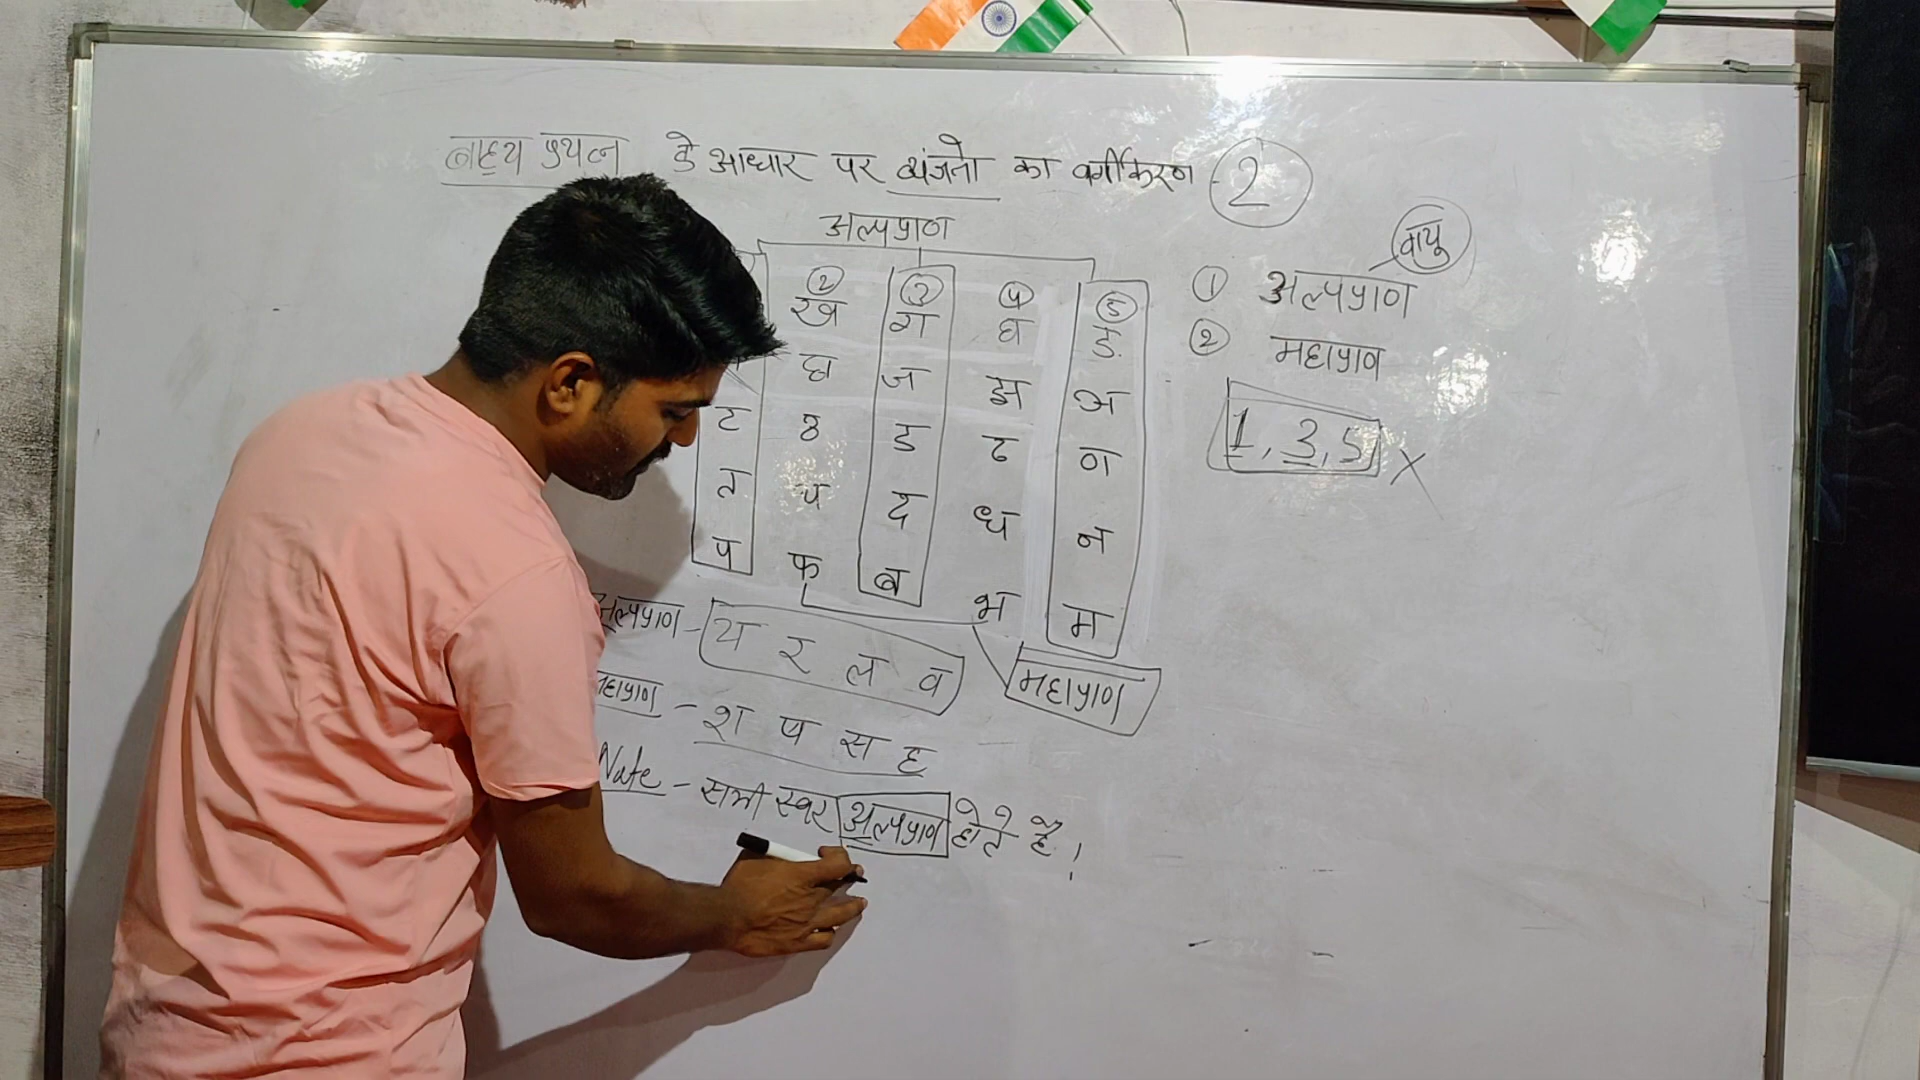 बाह्य प्रयत्न के आधार पर व्यंजनो का वर्गीकरण 2
अल्पप्राण
2 3 4 5
ख ग घ ङ
छ ज झ ञ
ट ठ ड ढ ण
त थ द ध न
प फ ब भ म
महाप्राण
अल्पप्राण - य र ल व
महाप्राण - श ष स ह
Note - सभी स्वर अल्पप्राण होते है।
वायु
1 अल्पप्राण
2 महाप्राण
1, 3, 5 X